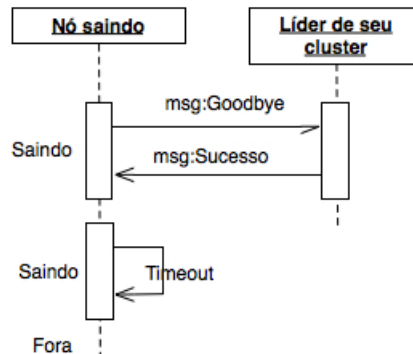 Nó saindo
Líder de seu
cluster
msg:Goodbye
Saindo
msg:Sucesso
Saindo
Timeout
Fora